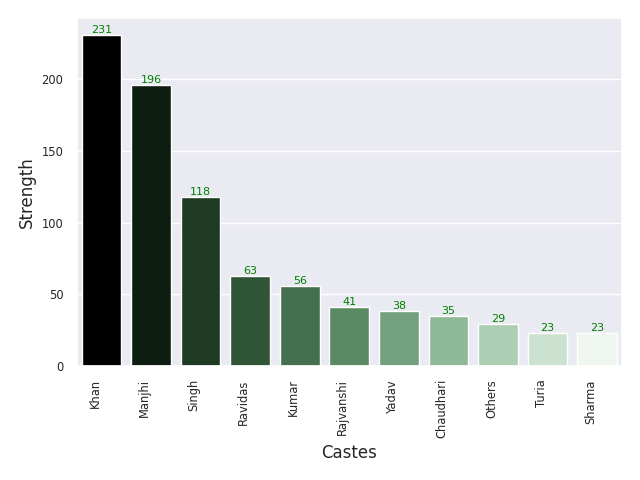 231
196
118
63
56
41
38
35
29
23
23
200
150
100
50
0
Strength
Khan
Manjhi
Singh
Ravidas
Kumar
Rajvanshi
Yadav
Chaudhari
Others
Turia
Sharma
Castes